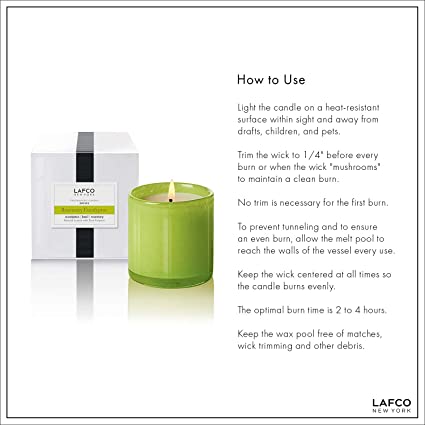 How to Use
Light the candle on a heat-resistant
surface within sight and away from
drafts, children, and pets.
Trim the wick to 1/4" before every
burn or when the wick "mushrooms"
to maintain a clean burn.
No trim is necessary for the first burn.
To prevent tunneling and to ensure
an even burn, allow the melt pool to
reach the walls of the vessel every use.
Keep the wick centered at all times so
the candle burns evenly.
The optimal burn time is 2 to 4 hours.
Keep the wax pool free of matches,
wick trimming and other debris.
LAFCO
NEW YORK
Rosemary Eucalyptus
LAFCO
NEW YORK